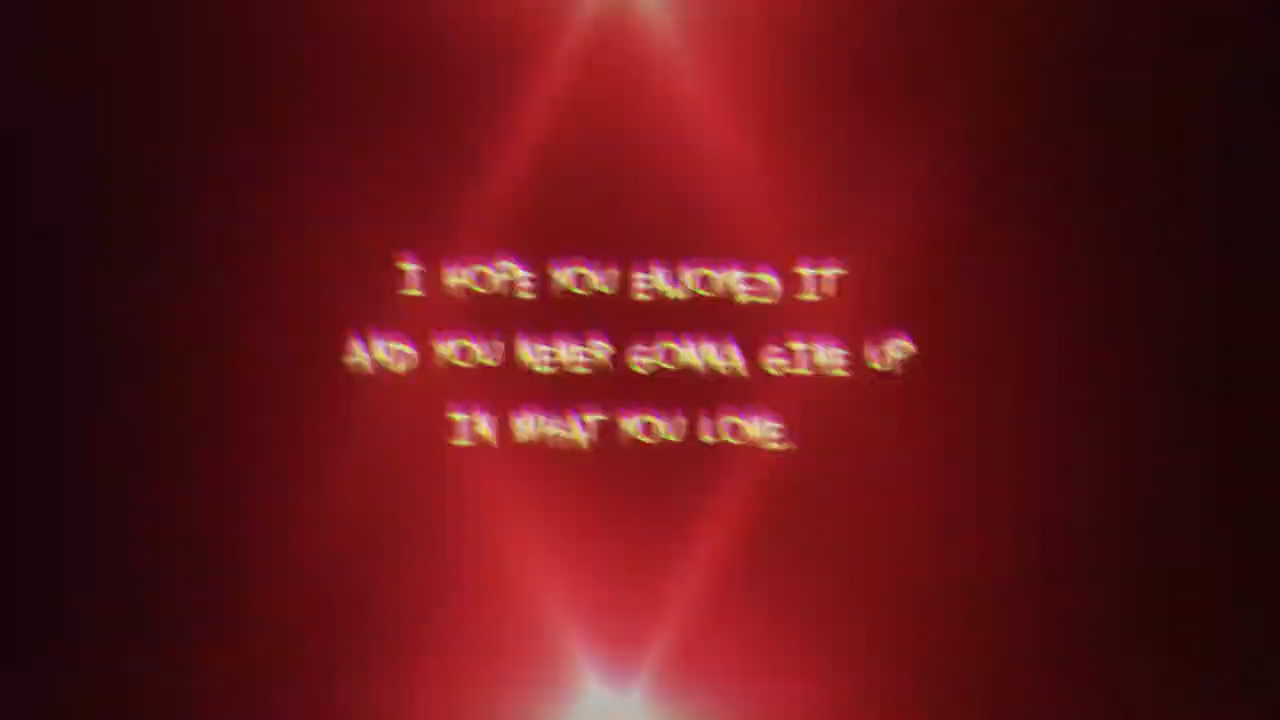 I HOPE YOU ENJOYED IT
AND YOU NEVER GONNA GIVE UP
IN WHAT YOU LOVE.